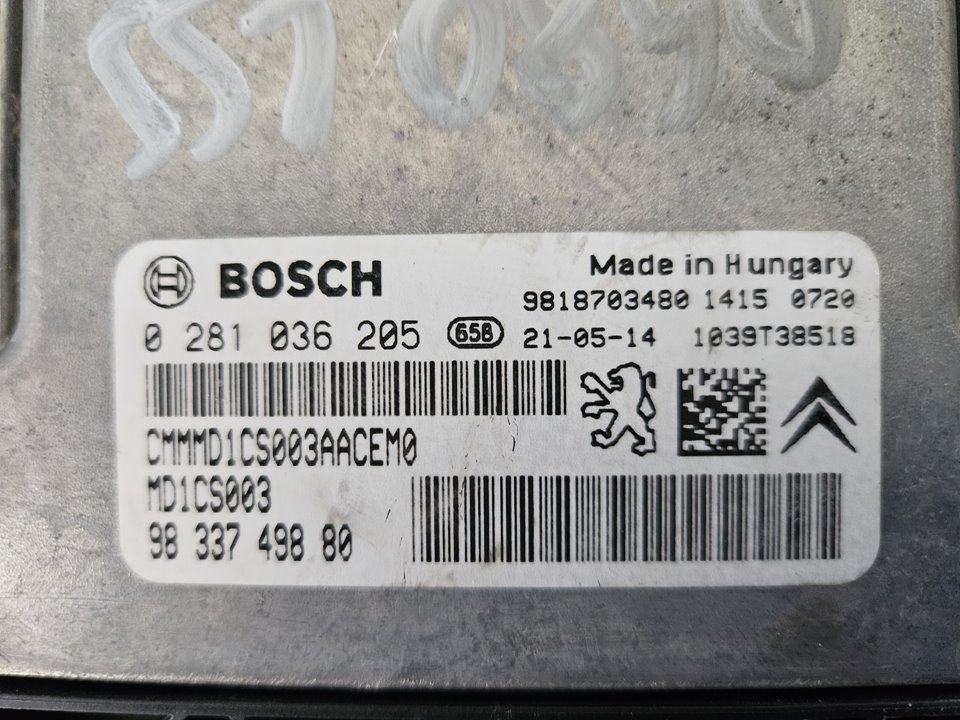 BOSCH
Made in Hungary
9818703480 1415 0720
0 281 036 205 658 21-05-14 1039T38518
CMMMD1CS003AACEM0
MD1CS003
98 337 498 80